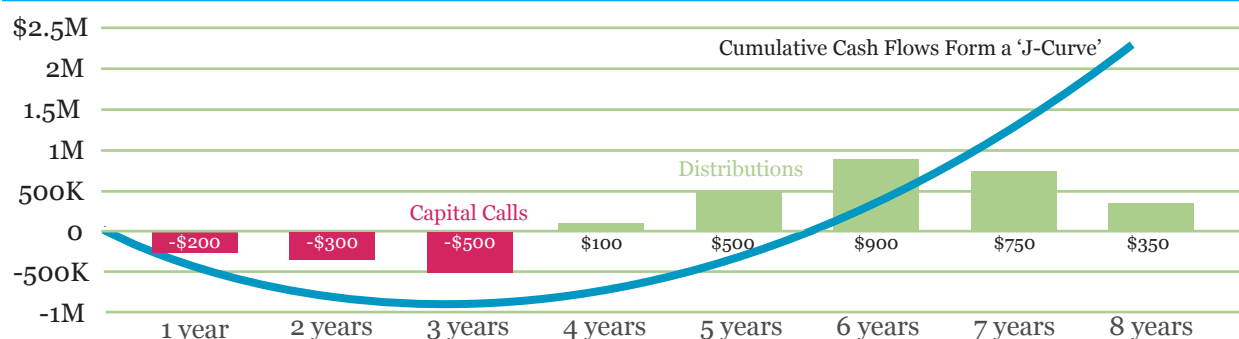 $2.5M
Cumulative Cash Flows Form a ‘J-Curve’
2M
1.5M
1M
Distributions
500K
Capital Calls
0
-$200
-$300
-$500
$100
$500
$900
$750
$350
-500K
-1M
1 year
2 years
3 years
4 years
5 years
6 years
7 years
8 years